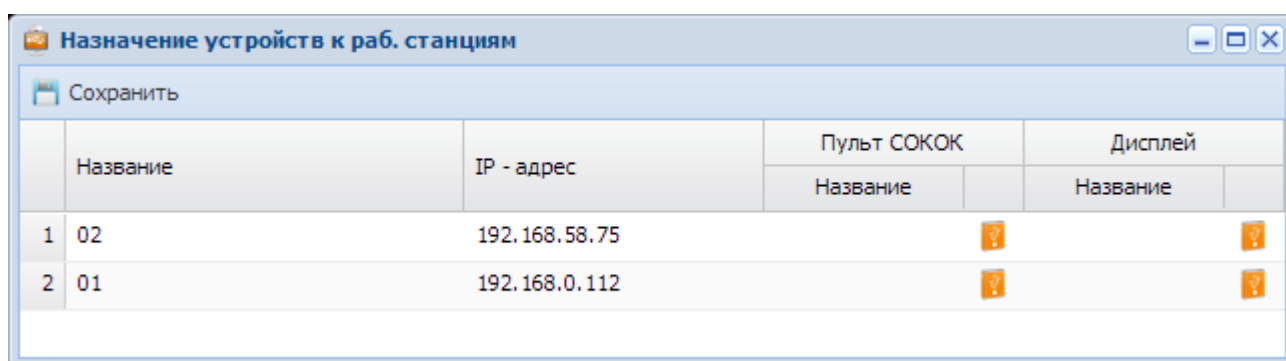 Назначение устройств к раб. станциям
Сохранить
Название IP - адрес Пульт СОКОК Дисплей
Название Название
1 02 192.168.58.75
2 01 192.168.0.112